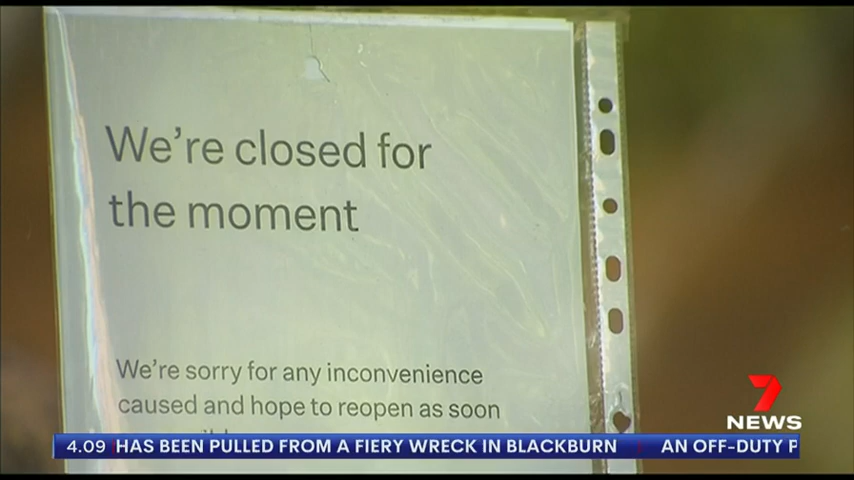 We're closed for
the moment
We're sorry for any inconvenience
caused and hope to reopen as soon
7
NEWS
4.09 HAS BEEN PULLED FROM A FIERY WRECK IN BLACKBURN AN OFF-DUTY P